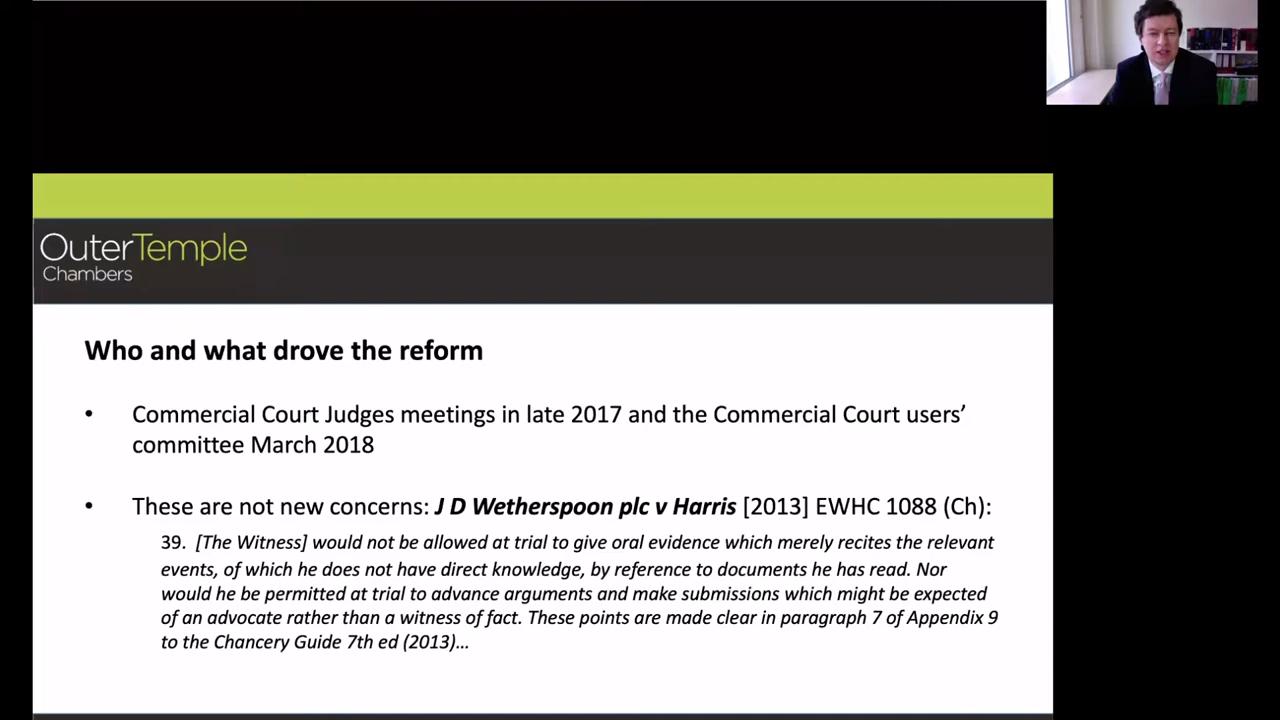 OuterTemple
Chambers
Who and what drove the reform
• Commercial Court Judges meetings in late 2017 and the Commercial Court users’
committee March 2018
• These are not new concerns: J D Wetherspoon plc v Harris [2013] EWHC 1088 (Ch):
39. [The Witness] would not be allowed at trial to give oral evidence which merely recites the relevant
events, of which he does not have direct knowledge, by reference to documents he has read. Nor
would he be permitted at trial to advance arguments and make submissions which might be expected
of an advocate rather than a witness of fact. These points are made clear in paragraph 7 of Appendix 9
to the Chancery Guide 7th ed (2013)…